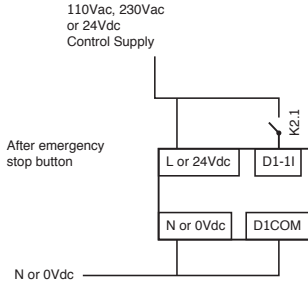 110Vac, 230Vac
or 24Vdc
Control Supply
K2.1
After emergency
stop button
L or 24Vdc
D1-1I
N or 0Vdc
D1COM
N or 0Vdc